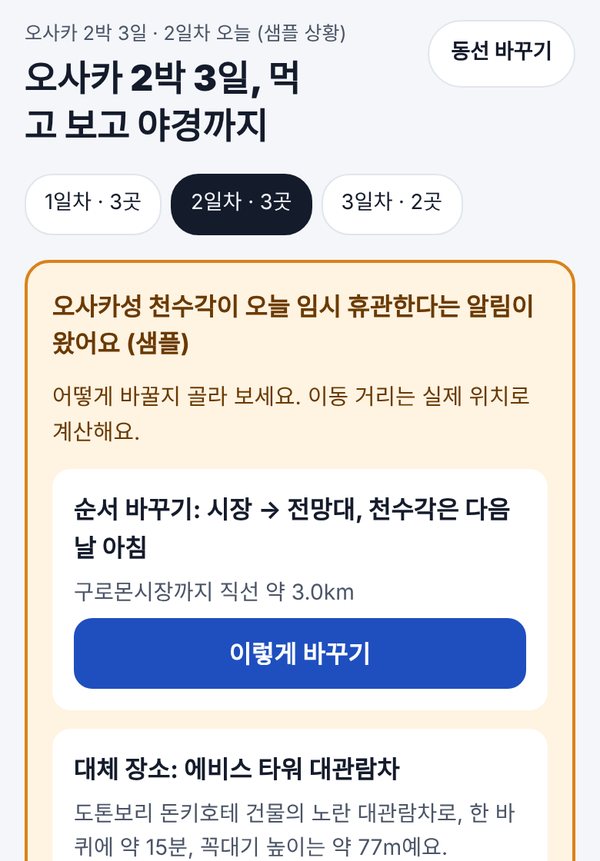 오사카 2박 3일 · 2일차 오늘 (샘플 상황)
동선 바꾸기
오사카 2박 3일, 먹
고 보고 야경까지
1일차 · 3곳
2일차 · 3곳
3일차 · 2곳
오사카성 천수각이 오늘 임시 휴관한다는 알림이
왔어요 (샘플)
어떻게 바꿀지 골라 보세요. 이동 거리는 실제 위치로
계산해요.
순서 바꾸기: 시장 → 전망대, 천수각은 다음
날 아침
구로몬시장까지 직선 약 3.0km
이렇게 바꾸기
대체 장소: 에비스 타워 대관람차
도톤보리 돈키호테 건물의 노란 대관람차로, 한 바
퀴에 약 15분, 꼭대기 높이는 약 77m예요.